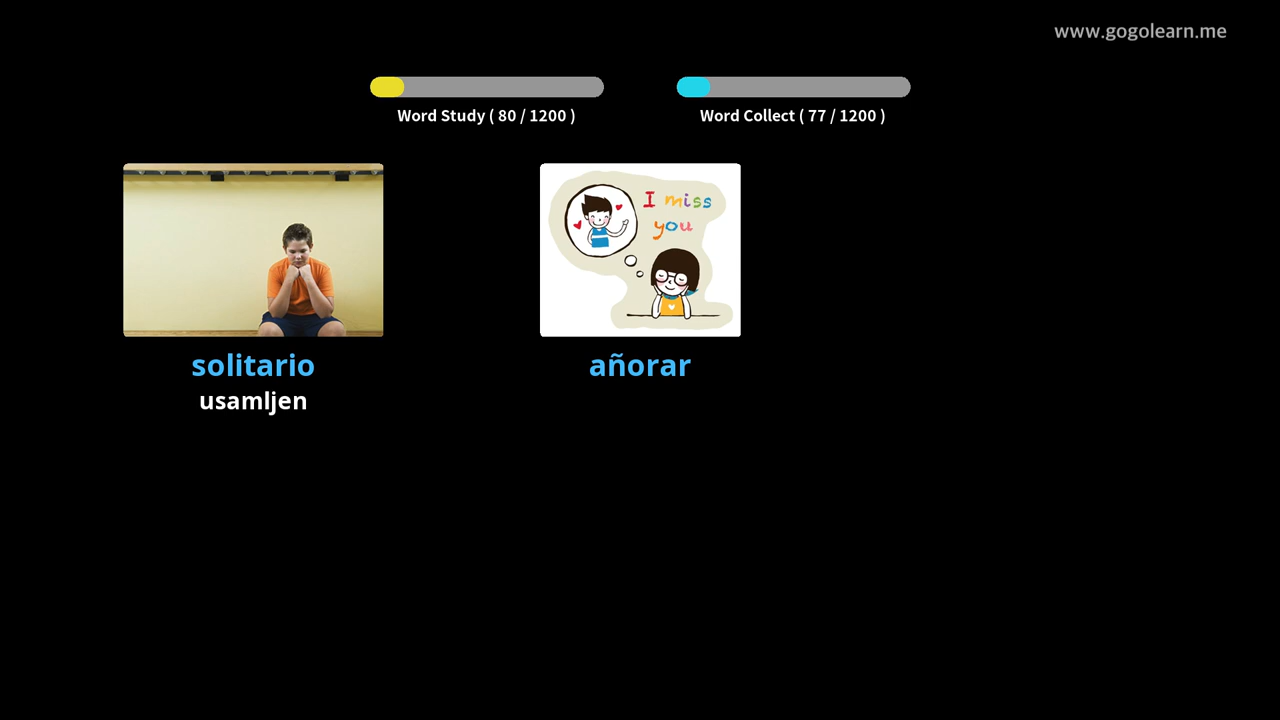 www.gogolearn.me
Word Study ( 80 / 1200 )
Word Collect ( 77 / 1200 )
I miss
you
solitario
añorar
usamljen